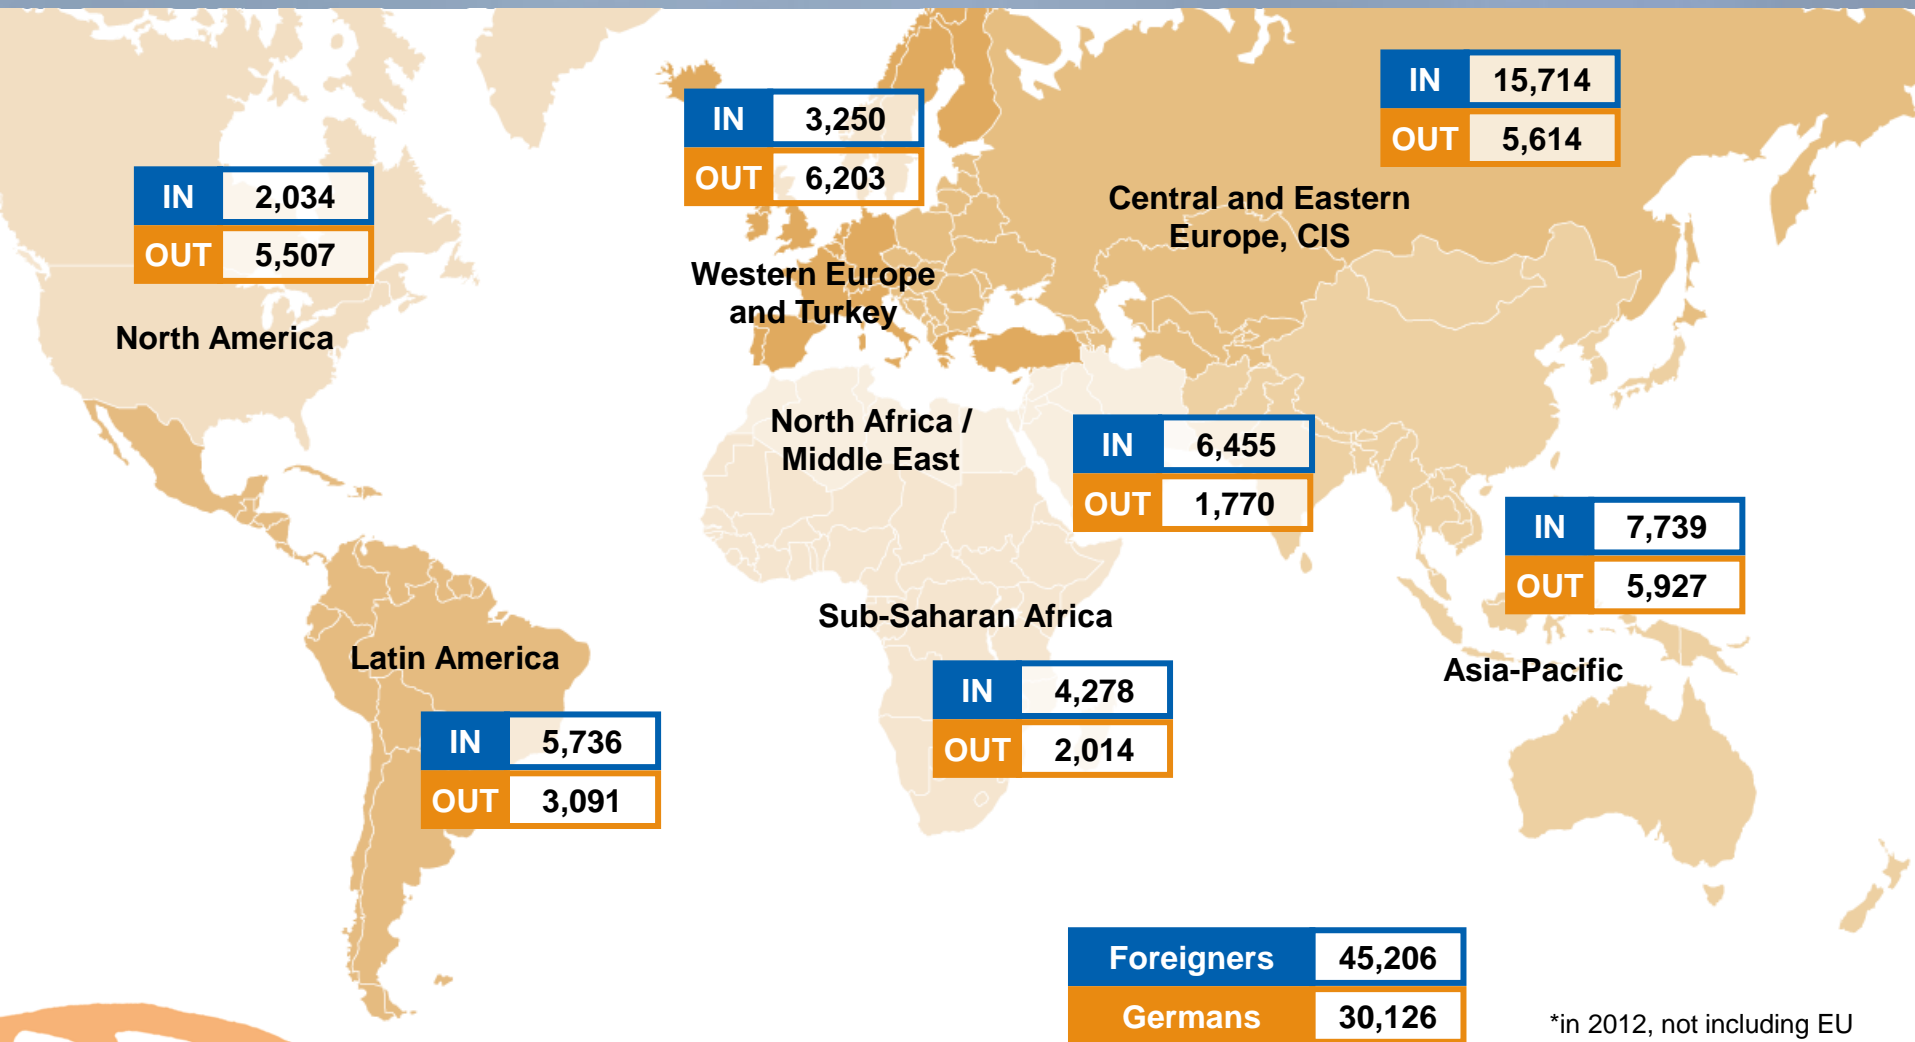 IN 15,714
OUT 5,614
Central and Eastern
Europe, CIS
IN 3,250
OUT 6,203
Western Europe
and Turkey
IN 2,034
OUT 5,507
North America
North Africa /
Middle East
IN 6,455
OUT 1,770
IN 7,739
OUT 5,927
Asia-Pacific
Sub-Saharan Africa
IN 4,278
OUT 2,014
Latin America
IN 5,736
OUT 3,091
Foreigners 45,206
Germans 30,126
*in 2012, not including EU